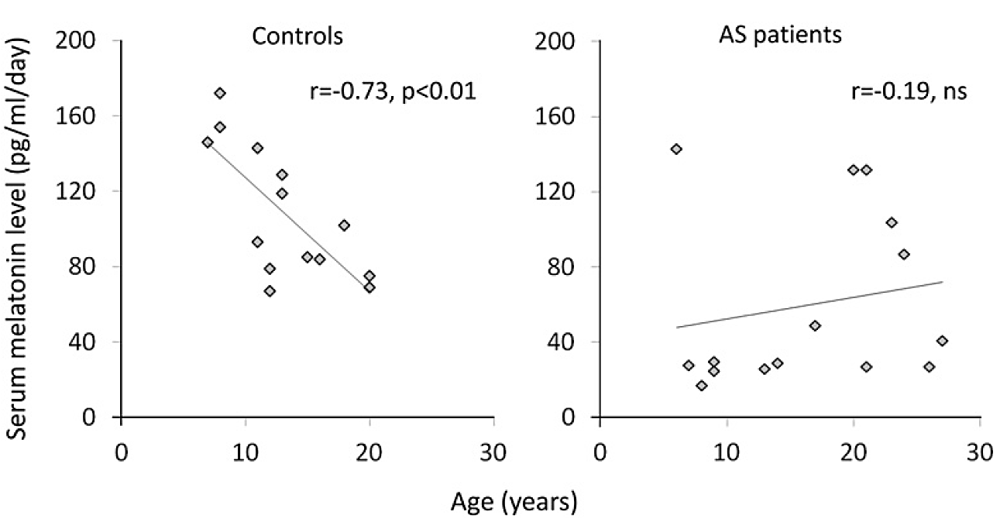 Serum melatonin level (pg/ml/day)
Controls
r=-0.73, p<0.01
200
160
120
80
40
0
0 10 20 30
AS patients
r=-0.19, ns
200
160
120
80
40
0
0 10 20 30
Age (years)